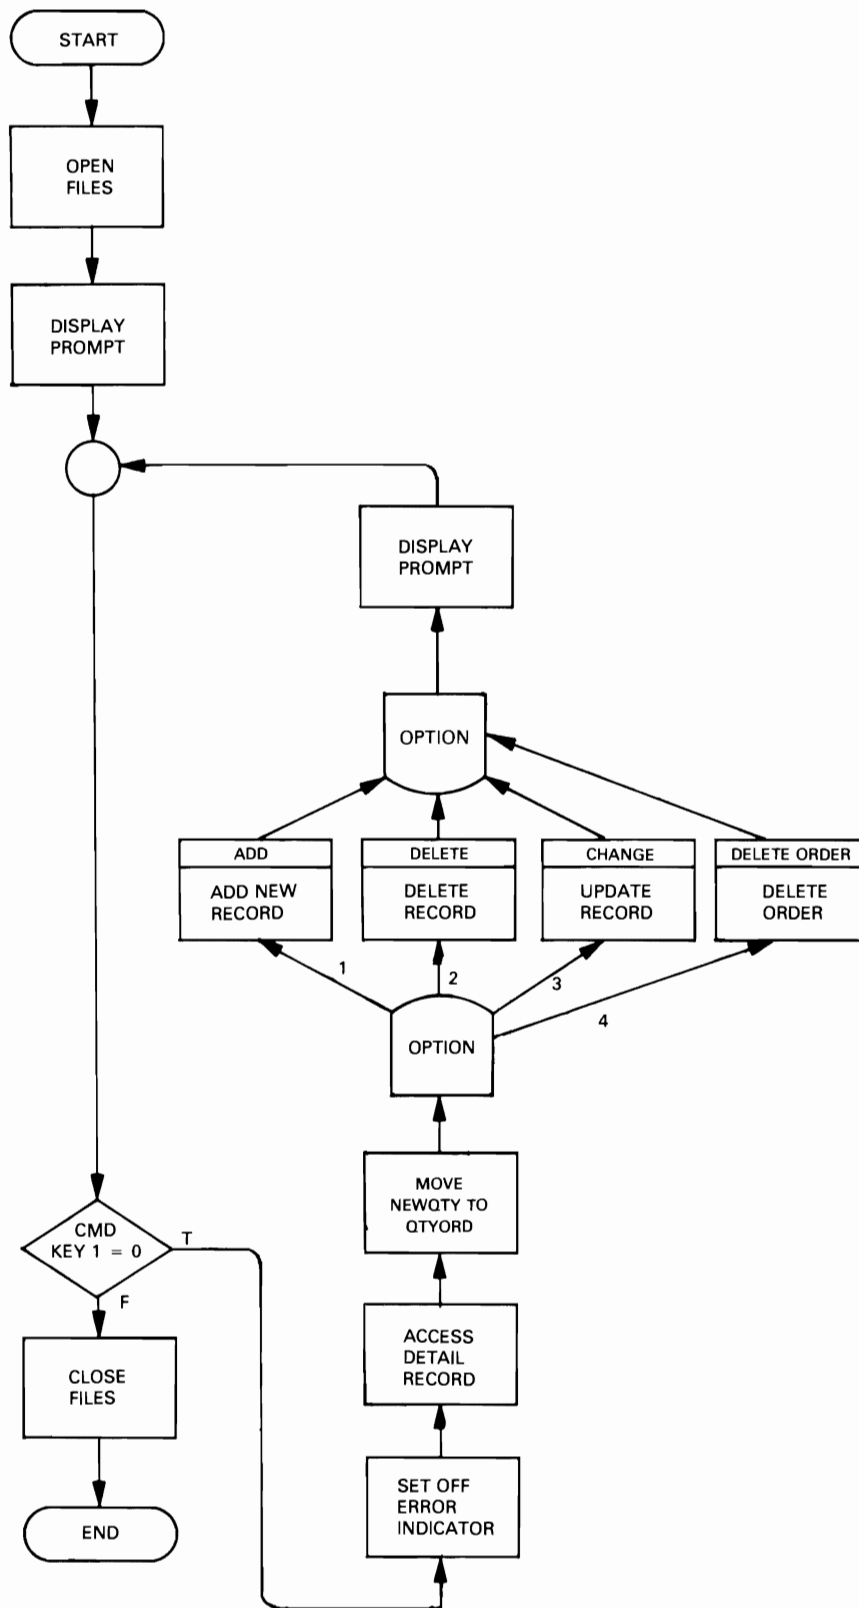 START
OPEN
FILES
DISPLAY
PROMPT
DISPLAY
PROMPT
OPTION
ADD
ADD NEW
RECORD
DELETE
DELETE
RECORD
CHANGE
UPDATE
RECORD
DELETE ORDER
DELETE
ORDER
1
2
3
4
OPTION
MOVE
NEWQTY TO
QTYORD
CMD
KEY 1 = 0
T
F
ACCESS
DETAIL
RECORD
CLOSE
FILES
SET OFF
ERROR
INDICATOR
END